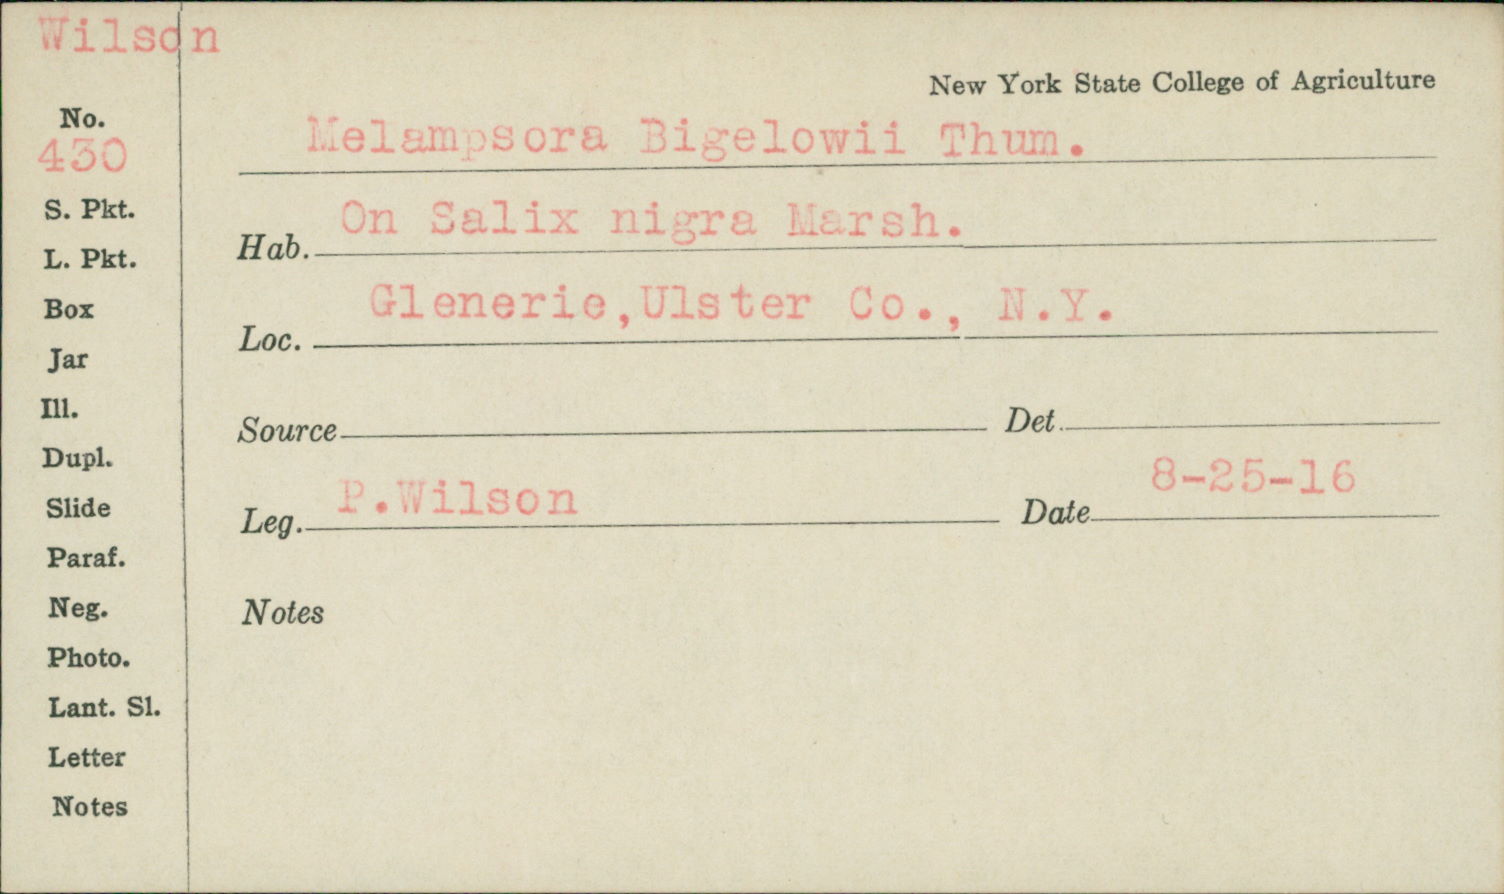 Wilson
New York State College of Agriculture
No.
430
Melampsora Bigelowii Thum.
S. Pkt.
Hab. On Salix nigra Marsh.
L. Pkt.
Box
Loc. Glenerie,Ulster Co., N.Y.
Jar
Ill.
Source Det.
Dupl.
Slide
Leg. P.Wilson Date 8-25-16
Paraf.
Neg.
Notes
Photo.
Lant. Sl.
Letter
Notes